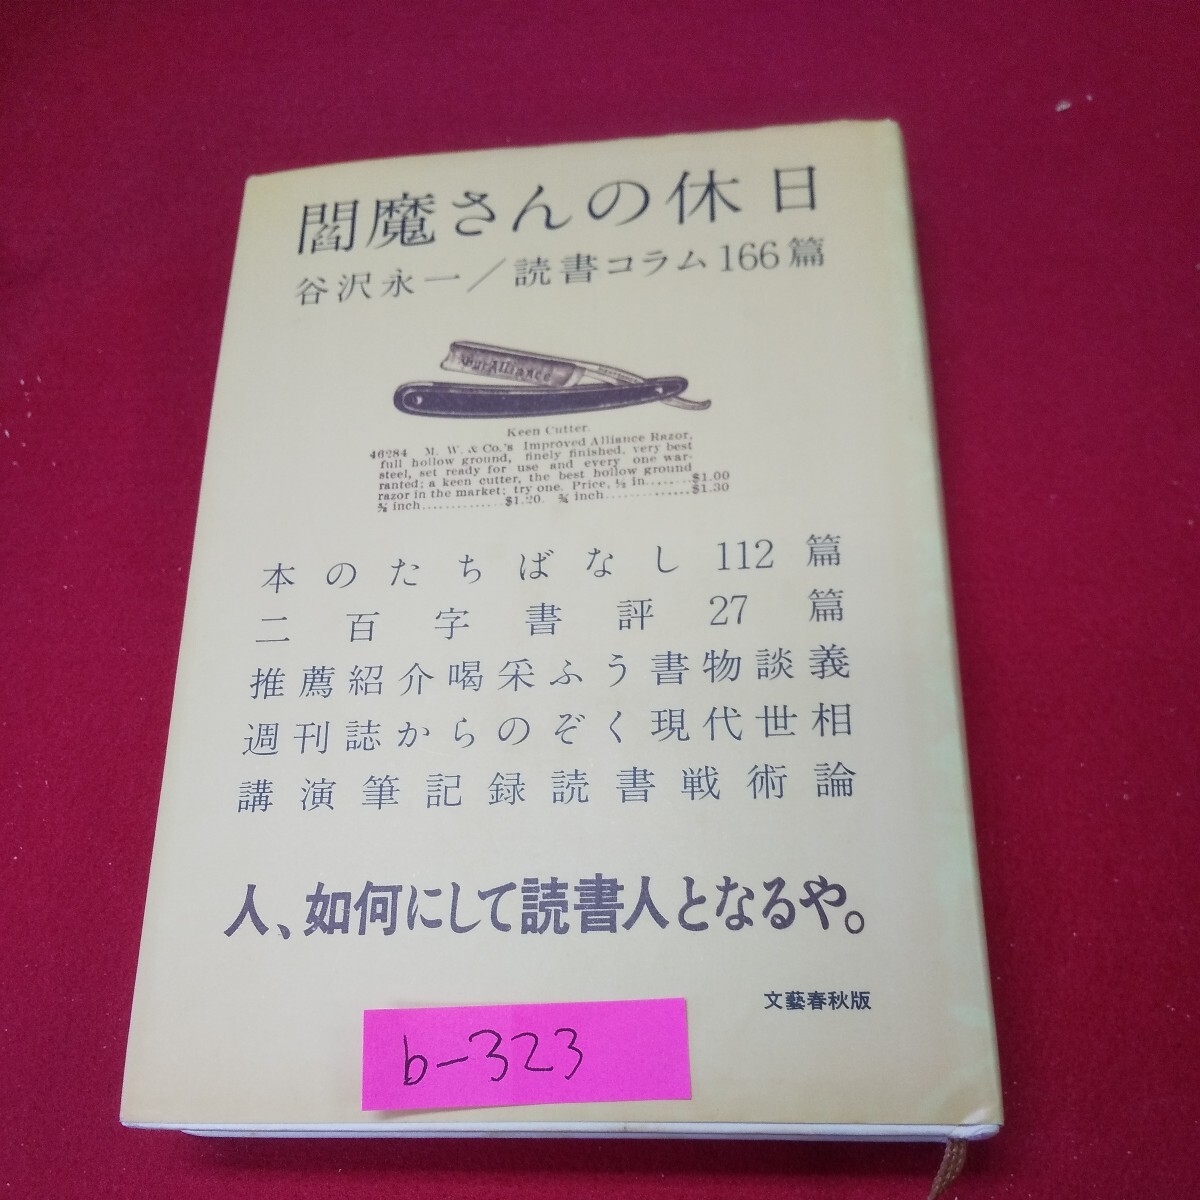 閻魔さんの休日
谷沢永一／読書コラム166篇
Alliance
Keen Cutter.
46284 M. W. & Co.'s Improved Alliance Razor,
full hollow ground, finely finished, very best
steel, set ready for use and every one war-
ranted; a keen cutter, the best hollow ground
razor in the market; try one. Price, ½ in.......$1.00
⅝ inch..............$1.20. ¾ inch..............$1.30
本のたちばなし112篇
二百字書評27篇
推薦紹介喝采ふう書物談義
週刊誌からのぞく現代世相
講演筆記録読書戦術論
人、如何にして読書人となるや。
文藝春秋版
b-323